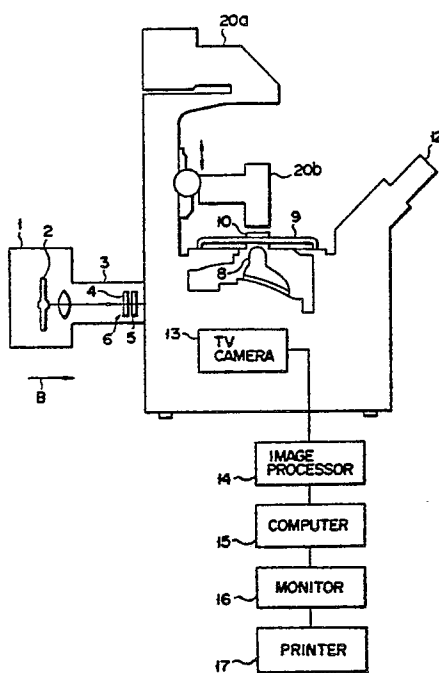 20a
12
20b
1
2
3
10
9
4
8
6
5
13
TV
CAMERA
B
IMAGE
PROCESSOR
14
COMPUTER
15
MONITOR
16
PRINTER
17